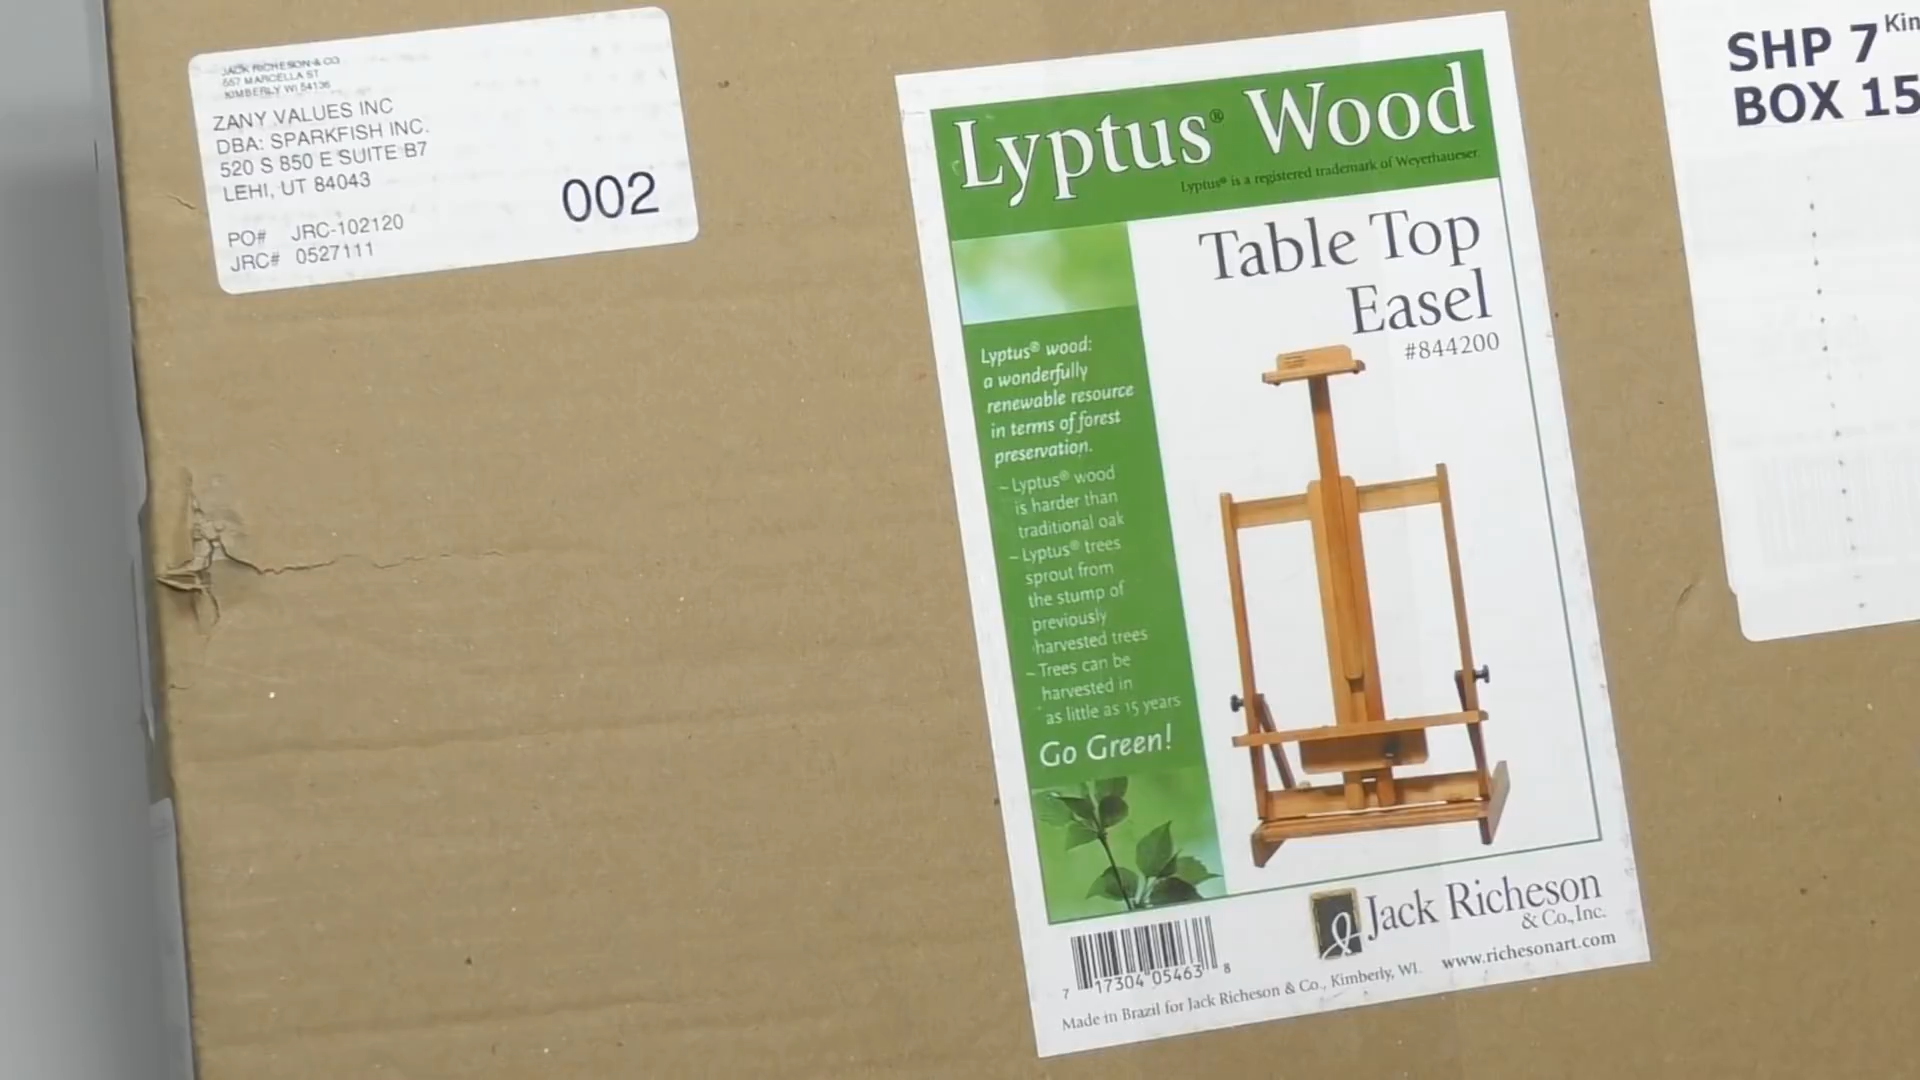 JACK RICHESON & CO
557 MARCELLA ST
KIMBERLY WI 54136
ZANY VALUES INC
DBA: SPARKFISH INC.
520 S 850 E SUITE B7
LEHI, UT 84043
002
PO# JRC-102120
JRC# 0527111
Lyptus® Wood
Lyptus® is a registered trademark of Weyerhaeuser.
Table Top
Easel
#844200
Lyptus® wood:
a wonderfully
renewable resource
in terms of forest
preservation.
– Lyptus® wood
is harder than
traditional oak
– Lyptus® trees
sprout from
the stump of
previously
harvested trees
– Trees can be
harvested in
as little as 15 years
Go Green!
Jack Richeson
& Co., Inc.
www.richesonart.com
7 17304 05463 8
Made in Brazil for Jack Richeson & Co., Kimberly, WI.
SHP 7
BOX 15